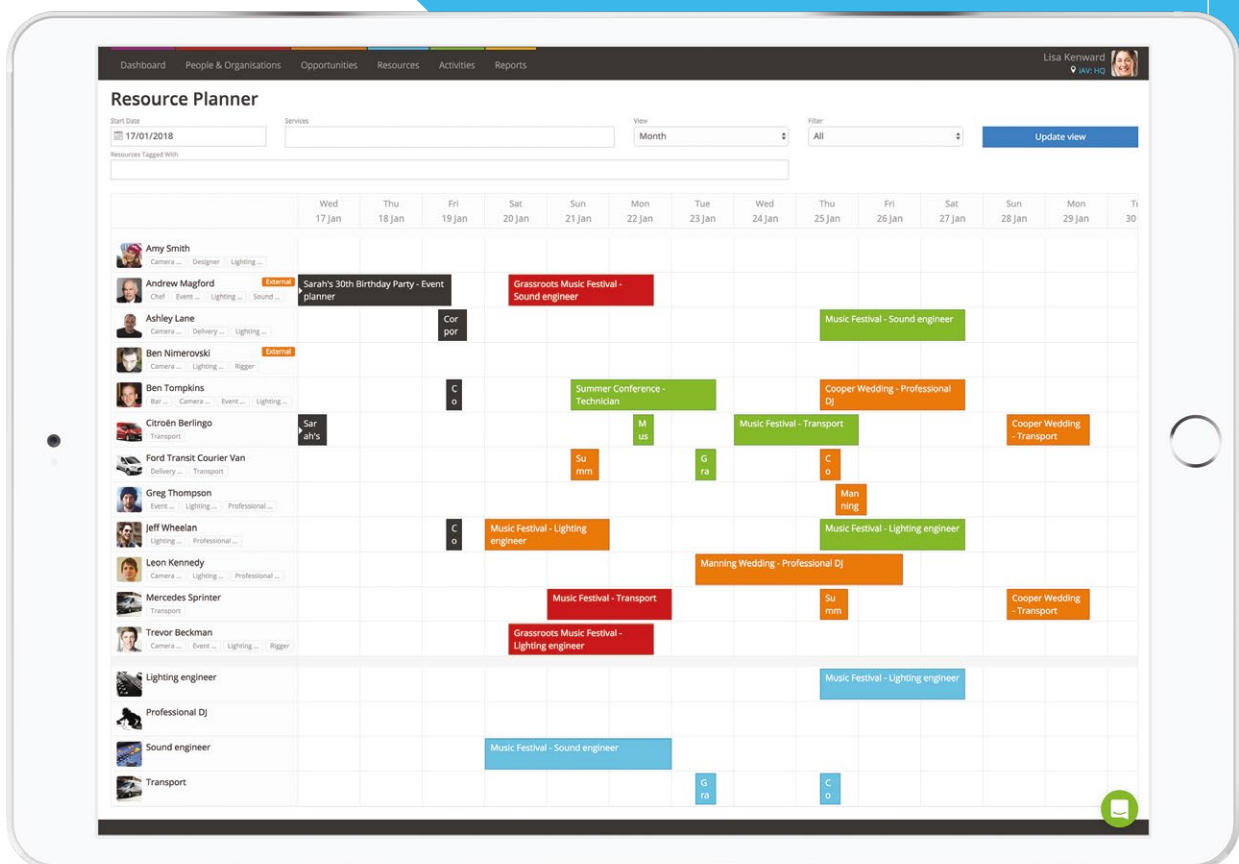 Lisa Kenward
Dashboard People & Organisations Opportunities Resources Activities Reports
iAV: HQ
Resource Planner
Start Date Services View Filter
17/01/2018 Month All Update view
Resources Tagged With
Wed Thu Fri Sat Sun Mon Tue Wed Thu Fri Sat Sun Mon
17 Jan 18 Jan 19 Jan 20 Jan 21 Jan 22 Jan 23 Jan 24 Jan 25 Jan 26 Jan 27 Jan 28 Jan 29 Jan 30
Amy Smith
Camera ... Designer Lighting ...
Andrew Magford External
Chef Event ... Lighting ... Sound ...
Sarah's 30th Birthday Party - Event
planner
Grassroots Music Festival -
Sound engineer
Ashley Lane
Camera ... Delivery ... Lighting ...
Cor
por
Music Festival - Sound engineer
Ben Nimerovski External
Camera ... Lighting ... Rigger
Ben Tompkins
Bar ... Camera ... Event ... Lighting ...
C
o
Summer Conference -
Technician
Cooper Wedding - Professional
DJ
Citroën Berlingo
Transport
Sar
ah's
M
us
Music Festival - Transport
Cooper Wedding
- Transport
Ford Transit Courier Van
Delivery ... Transport
Su
mm
G
ra
C
o
Greg Thompson
Event ... Lighting ... Professional ...
Man
ning
Jeff Wheelan
Lighting ... Professional ...
C
o
Music Festival - Lighting
engineer
Music Festival - Lighting engineer
Leon Kennedy
Camera ... Lighting ... Professional ...
Manning Wedding - Professional DJ
Mercedes Sprinter
Transport
Music Festival - Transport
Su
mm
Cooper Wedding
- Transport
Trevor Beckman
Camera ... Event ... Lighting ... Rigger
Grassroots Music Festival -
Lighting engineer
Lighting engineer
Music Festival - Lighting engineer
Professional DJ
Sound engineer
Music Festival - Sound engineer
Transport
G
ra
C
o